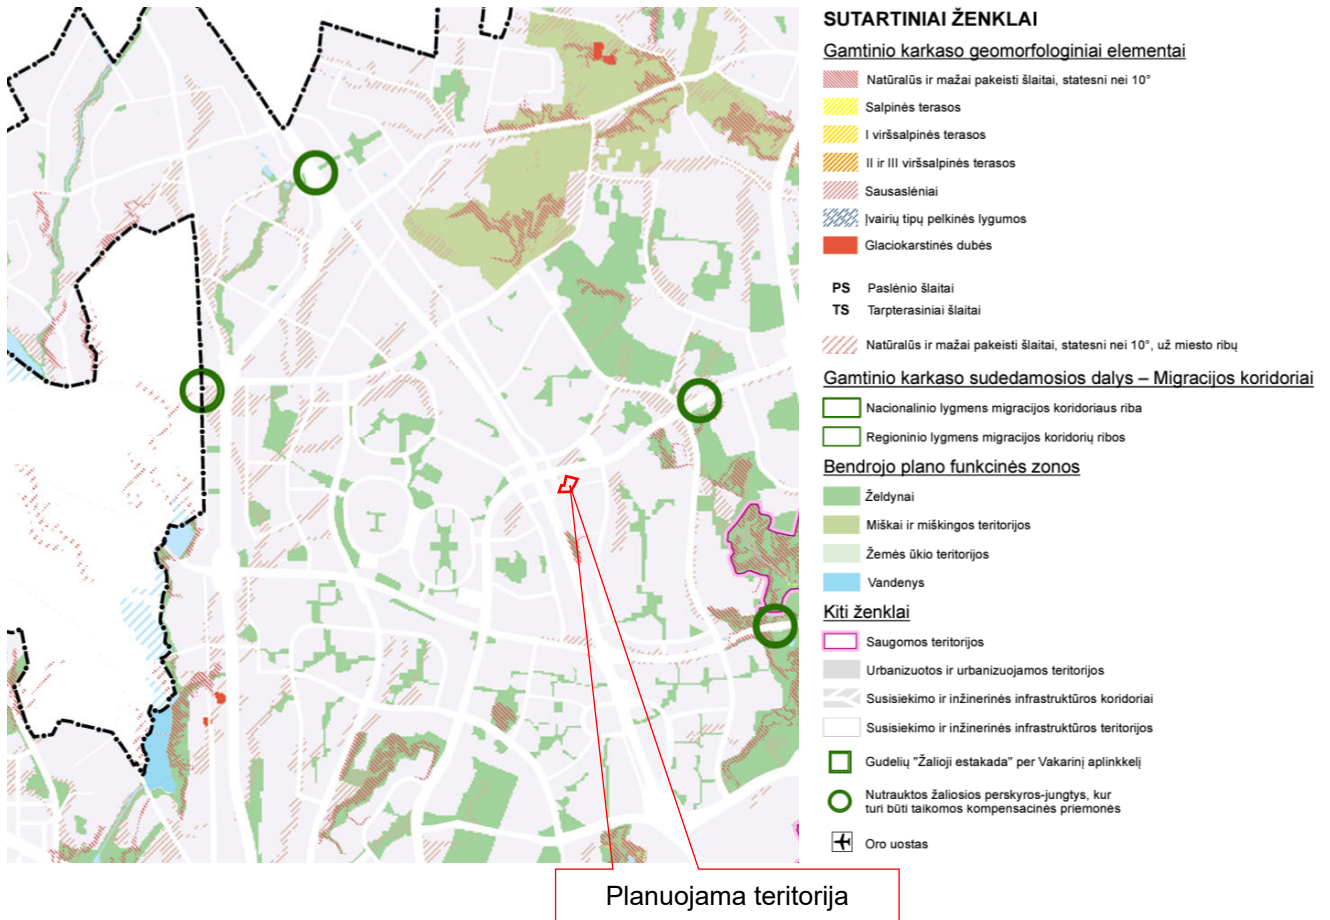 SUTARTINIAI ŽENKLAI
Gamtinio karkaso geomorfologiniai elementai
Natūralūs ir mažai pakeisti šlaitai, statesni nei 10°
Salpinės terasos
I viršsalpinės terasos
II ir III viršsalpinės terasos
Sausaslėniai
Įvairių tipų pelkinės lygumos
Glaciokarstinės dubės
PS Paslėnio šlaitai
TS Tarpterasiniai šlaitai
Natūralūs ir mažai pakeisti šlaitai, statesni nei 10°, už miesto ribų
Gamtinio karkaso sudedamosios dalys – Migracijos koridoriai
Nacionalinio lygmens migracijos koridoriaus riba
Regioninio lygmens migracijos koridorių ribos
Bendrojo plano funkcinės zonos
Želdynai
Miškai ir miškingos teritorijos
Žemės ūkio teritorijos
Vandenys
Kiti ženklai
Saugomos teritorijos
Urbanizuotos ir urbanizuojamos teritorijos
Susisiekimo ir inžinerinės infrastruktūros koridoriai
Susisiekimo ir inžinerinės infrastruktūros teritorijos
Gudelių "Žalioji estakada" per Vakarinį aplinkkelį
Nutrauktos žaliosios perskyros-jungtys, kur
turi būti taikomos kompensacinės priemonės
Oro uostas
Planuojama teritorija